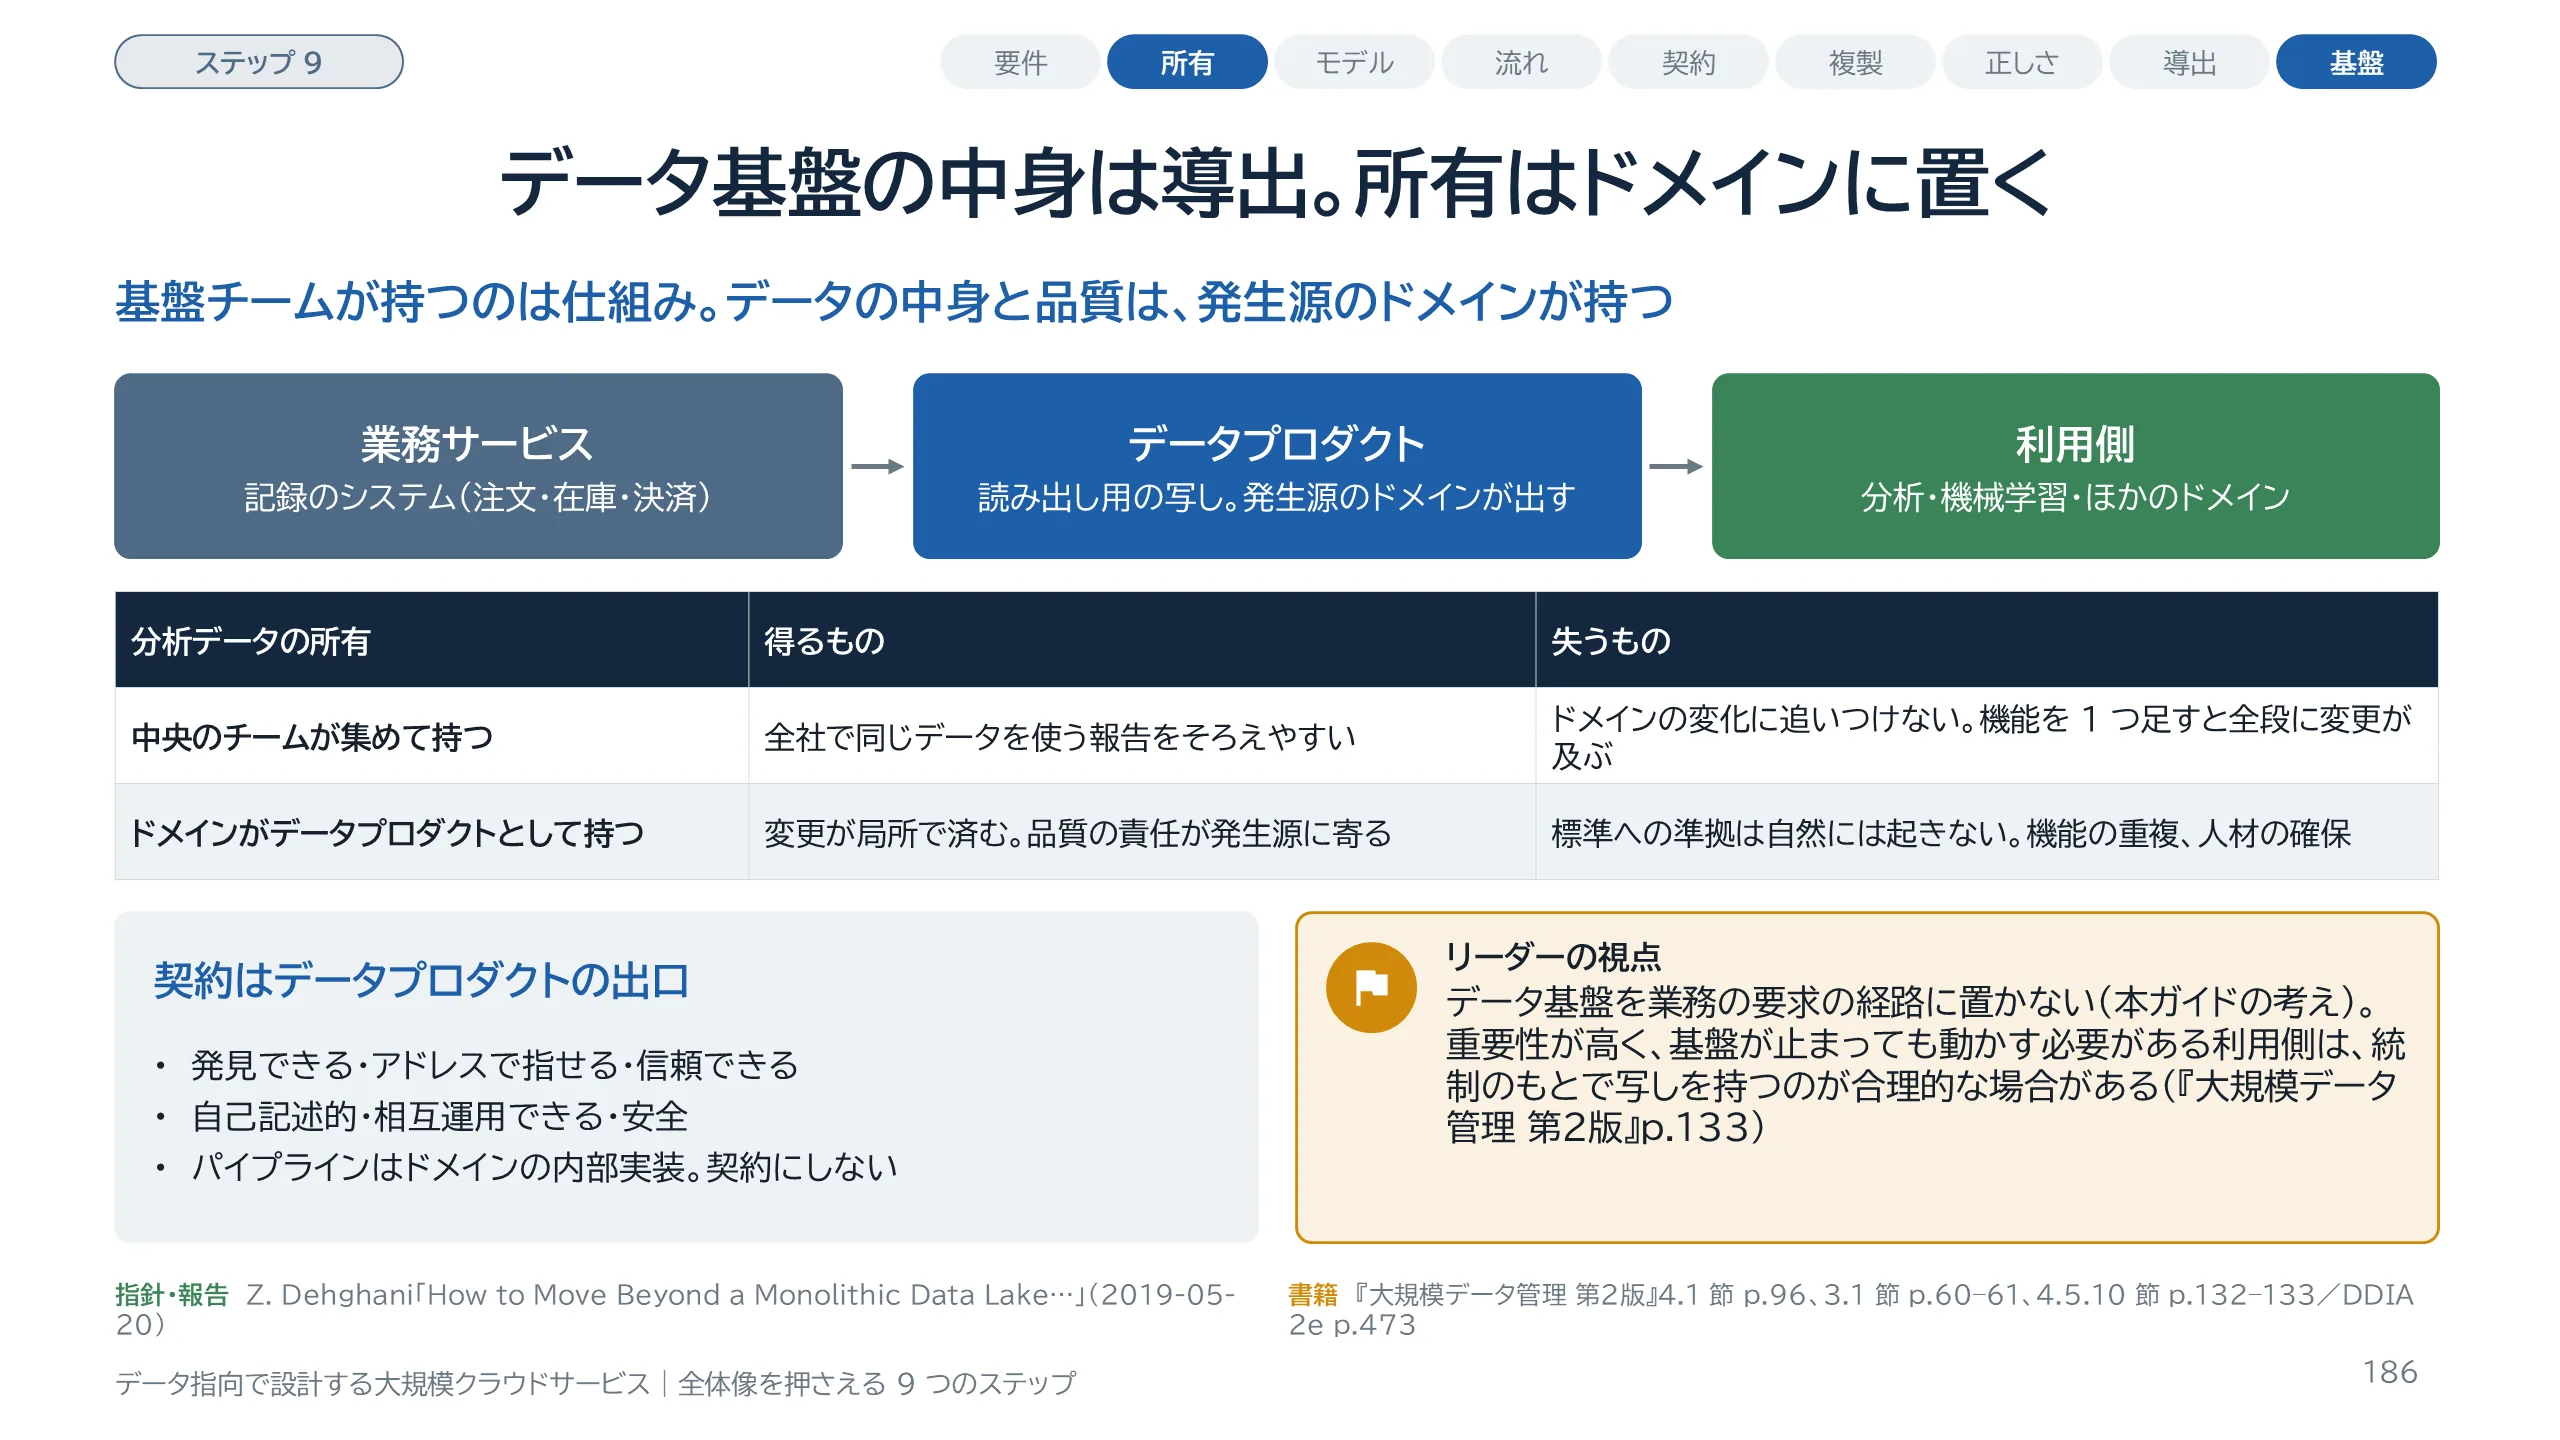 ステップ 9
要件
所有
モデル
流れ
契約
複製
正しさ
導出
基盤
データ基盤の中身は導出。所有はドメインに置く
基盤チームが持つのは仕組み。データの中身と品質は、発生源のドメインが持つ
業務サービス
記録のシステム（注文・在庫・決済）
データプロダクト
読み出し用の写し。発生源のドメインが出す
利用側
分析・機械学習・ほかのドメイン
分析データの所有
得るもの
失うもの
中央のチームが集めて持つ
全社で同じデータを使う報告をそろえやすい
ドメインの変化に追いつけない。機能を 1 つ足すと全段に変更が
及ぶ
ドメインがデータプロダクトとして持つ
変更が局所で済む。品質の責任が発生源に寄る
標準への準拠は自然には起きない。機能の重複、人材の確保
契約はデータプロダクトの出口
• 発見できる・アドレスで指せる・信頼できる
• 自己記述的・相互運用できる・安全
• パイプラインはドメインの内部実装。契約にしない
リーダーの視点
データ基盤を業務の要求の経路に置かない（本ガイドの考え）。
重要性が高く、基盤が止まっても動かす必要がある利用側は、統
制のもとで写しを持つのが合理的な場合がある（『大規模データ
管理 第2版』p.133）
指針・報告 Z. Dehghani「How to Move Beyond a Monolithic Data Lake…」（2019-05-
20）
書籍 『大規模データ管理 第2版』4.1 節 p.96、3.1 節 p.60–61、4.5.10 節 p.132–133／DDIA
2e p.473
データ指向で設計する大規模クラウドサービス｜全体像を押さえる 9 つのステップ
186